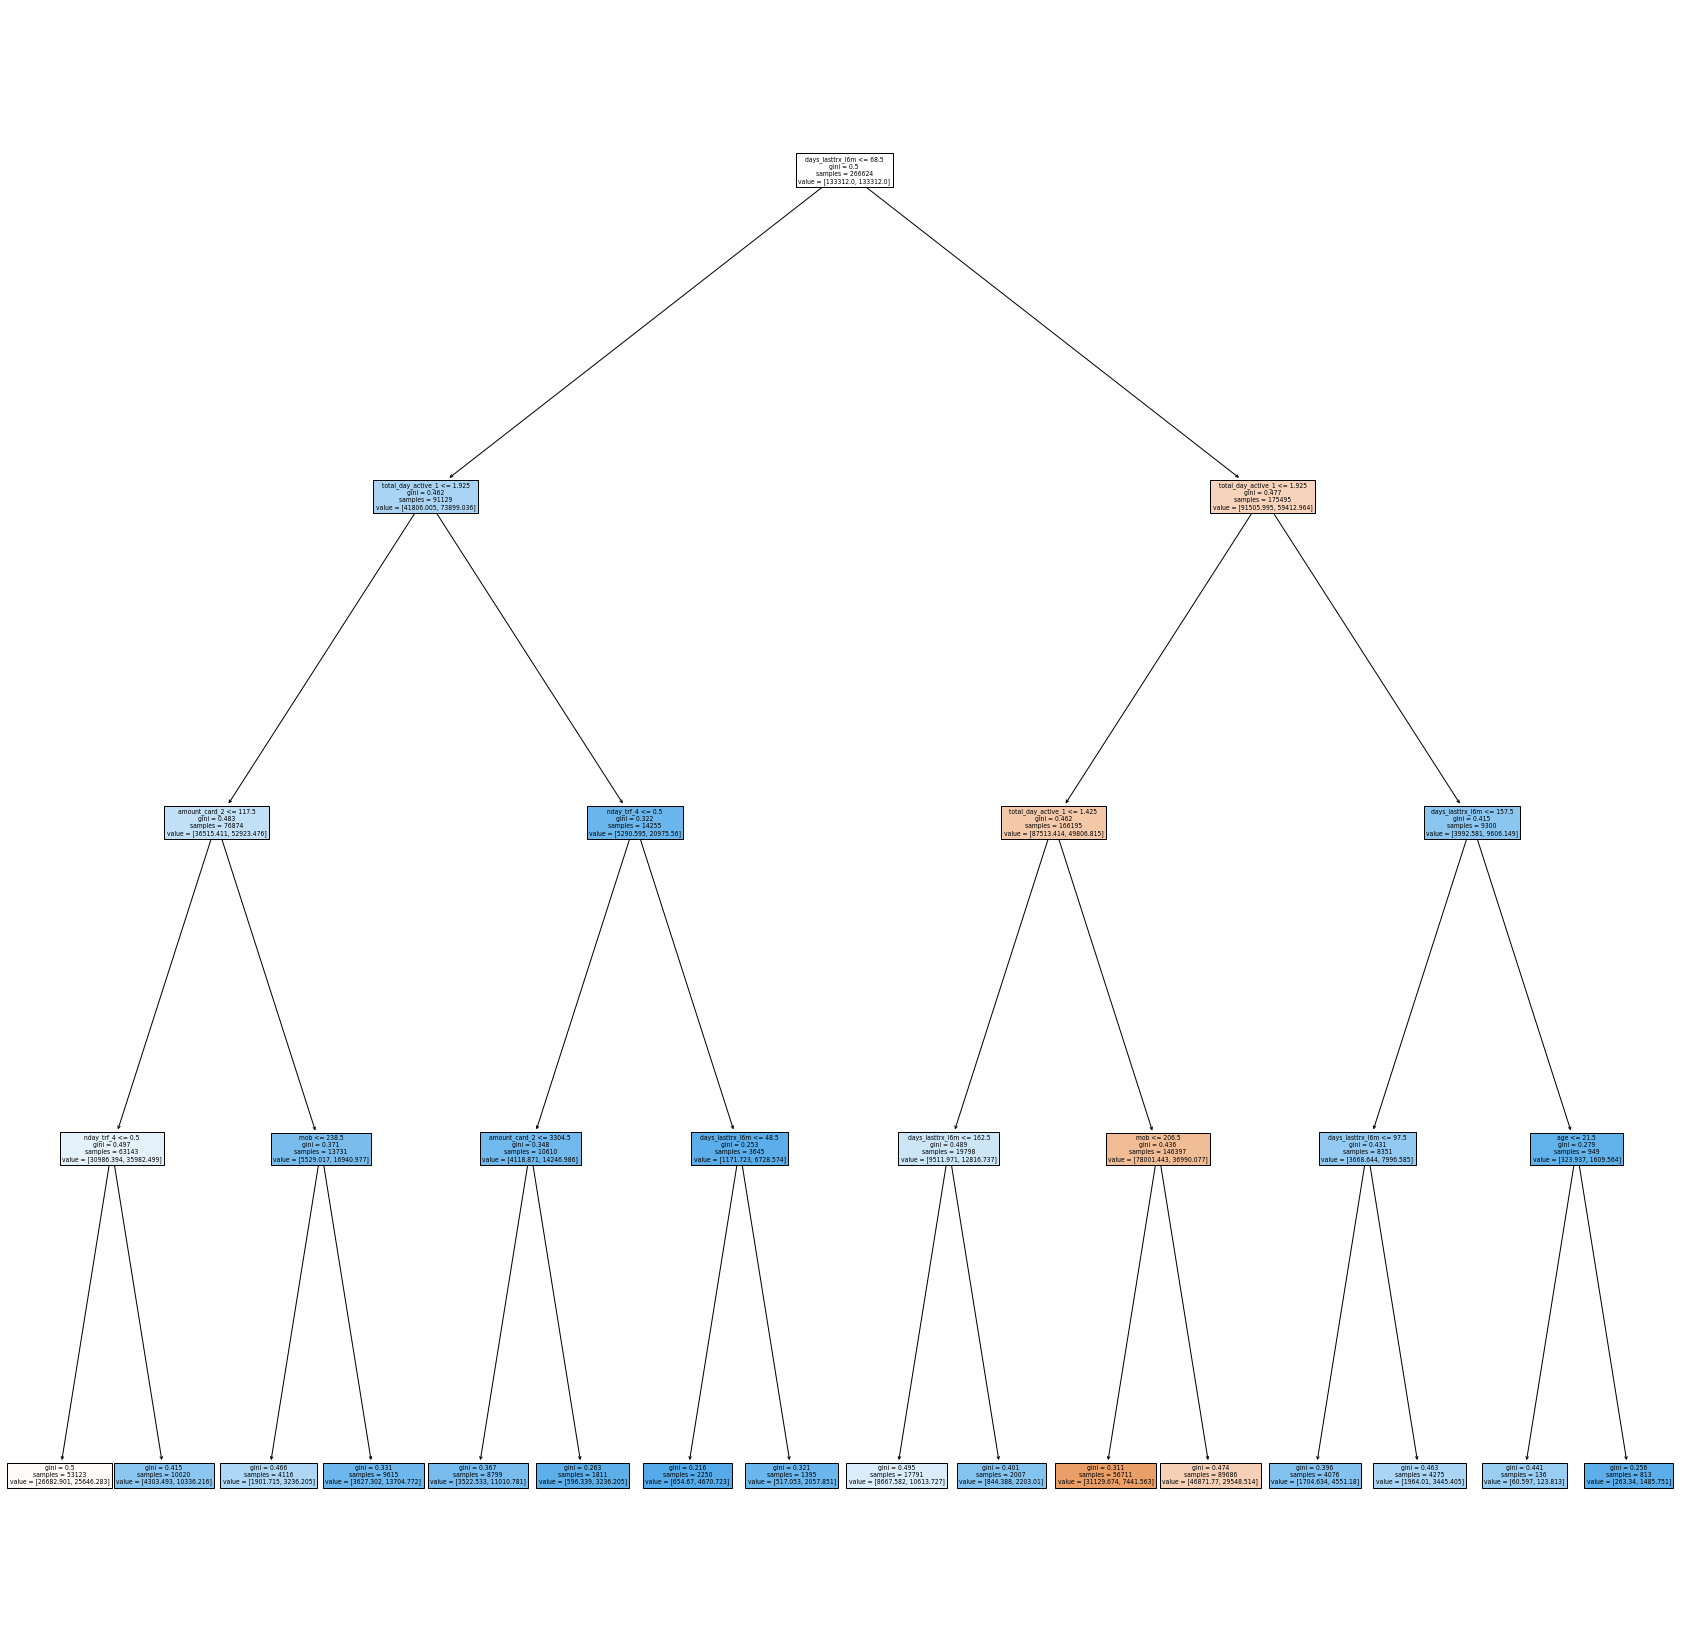 days_lasttrx_l6m <= 68.5
gini = 0.5
samples = 266624
value = [133312.0, 133312.0]
total_day_active_1 <= 1.925
gini = 0.462
samples = 91129
value = [41806.005, 73899.036]
total_day_active_1 <= 1.925
gini = 0.477
samples = 175495
value = [91505.995, 59412.964]
amount_card_2 <= 117.5
gini = 0.483
samples = 76874
value = [36515.411, 52923.476]
nday_trf_4 <= 0.5
gini = 0.322
samples = 14255
value = [5290.595, 20975.56]
total_day_active_1 <= 1.425
gini = 0.462
samples = 166195
value = [87513.414, 49806.815]
days_lasttrx_l6m <= 157.5
gini = 0.415
samples = 9300
value = [3992.581, 9606.149]
nday_trf_4 <= 0.5
gini = 0.497
samples = 63143
value = [30986.394, 35982.499]
mob <= 238.5
gini = 0.371
samples = 13731
value = [5529.017, 16940.977]
amount_card_2 <= 3304.5
gini = 0.348
samples = 10610
value = [4118.871, 14246.986]
days_lasttrx_l6m <= 48.5
gini = 0.253
samples = 3645
value = [1171.723, 6728.574]
days_lasttrx_l6m <= 162.5
gini = 0.489
samples = 19798
value = [9511.971, 12816.737]
mob <= 206.5
gini = 0.436
samples = 146397
value = [78001.443, 36990.077]
days_lasttrx_l6m <= 97.5
gini = 0.431
samples = 8351
value = [3668.644, 7996.585]
age <= 21.5
gini = 0.279
samples = 949
value = [323.937, 1609.564]
gini = 0.5
samples = 53123
value = [26682.901, 25646.283]
gini = 0.415
samples = 10020
value = [4303.493, 10336.216]
gini = 0.466
samples = 4116
value = [1901.715, 3236.205]
gini = 0.331
samples = 9615
value = [3627.302, 13704.772]
gini = 0.367
samples = 8799
value = [3522.533, 11010.781]
gini = 0.263
samples = 1811
value = [596.339, 3236.205]
gini = 0.216
samples = 2250
value = [654.67, 4670.723]
gini = 0.321
samples = 1395
value = [517.053, 2057.851]
gini = 0.495
samples = 17791
value = [8667.582, 10613.727]
gini = 0.401
samples = 2007
value = [844.388, 2203.01]
gini = 0.311
samples = 56711
value = [31129.674, 7441.563]
gini = 0.474
samples = 89686
value = [46871.77, 29548.514]
gini = 0.396
samples = 4076
value = [1704.634, 4551.18]
gini = 0.463
samples = 4275
value = [1964.01, 3445.405]
gini = 0.441
samples = 136
value = [60.597, 123.813]
gini = 0.256
samples = 813
value = [263.34, 1485.751]